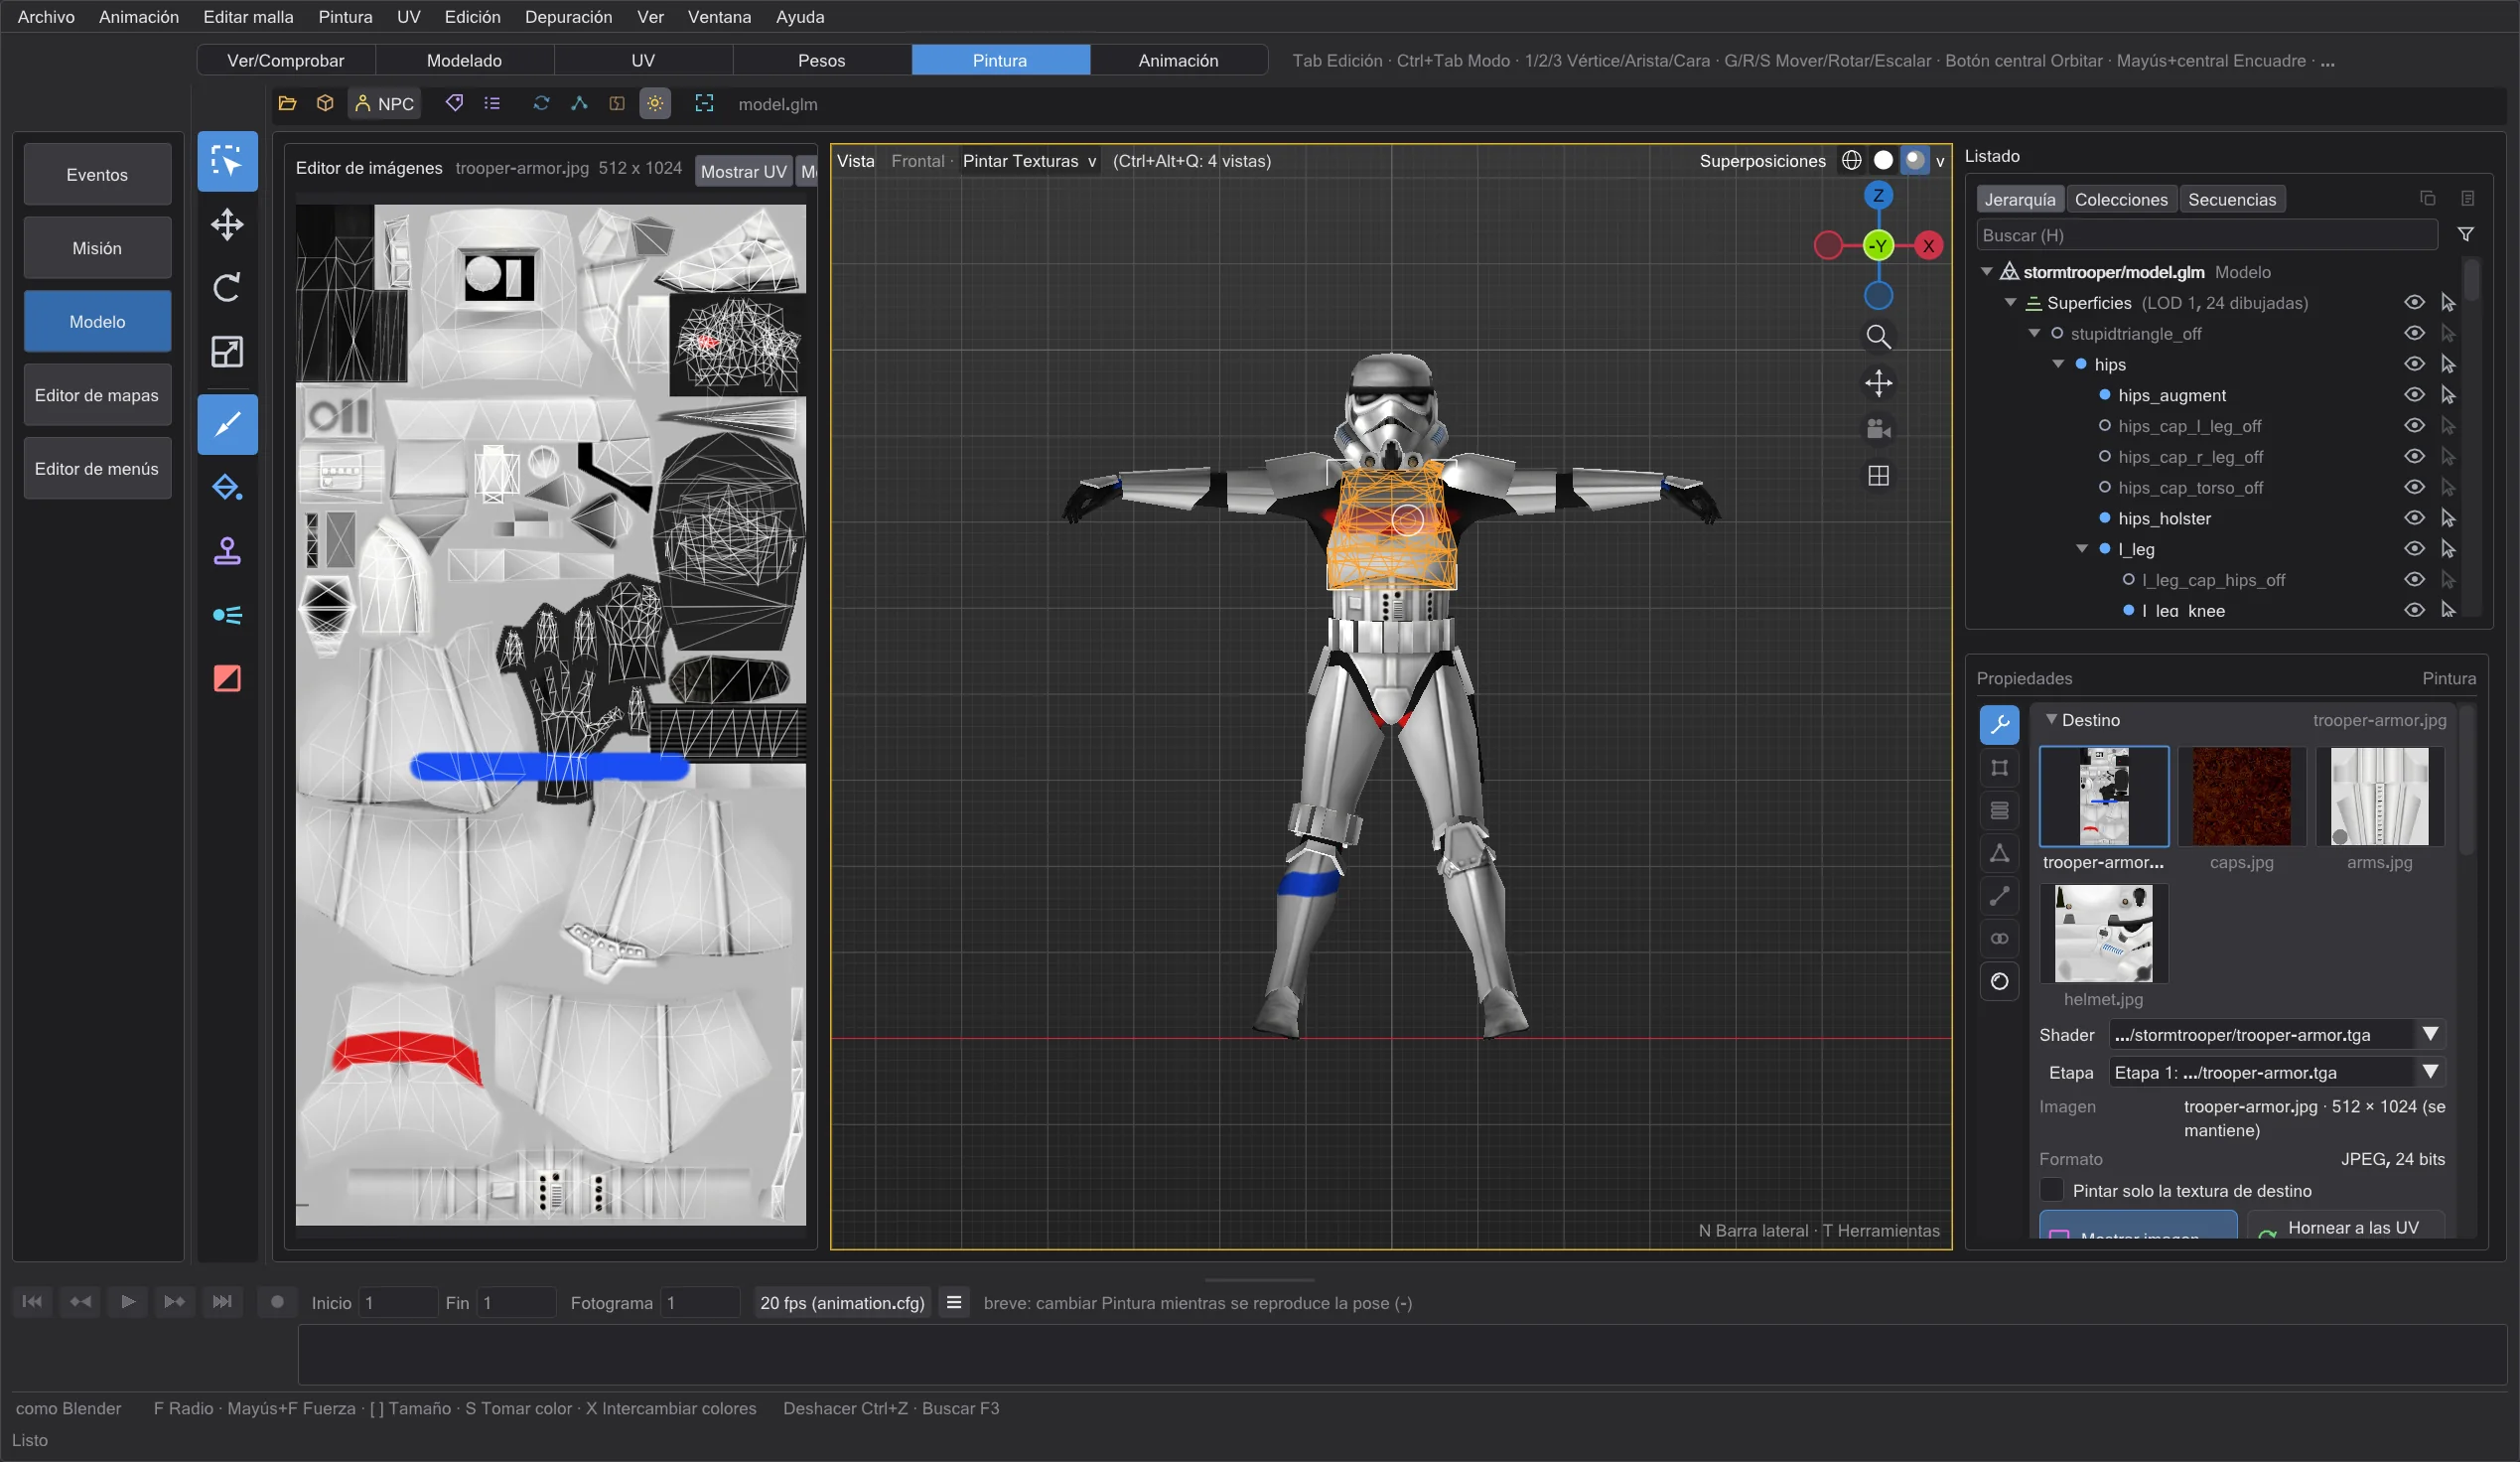 Archivo Animación Editar malla Pintura UV Edición Depuración Ver Ventana Ayuda
Ver/Comprobar Modelado UV Pesos Pintura Animación Tab Edición · Ctrl+Tab Modo · 1/2/3 Vértice/Arista/Cara · G/R/S Mover/Rotar/Escalar · Botón central Orbitar · Mayús+central Encuadre · ...
NPC model.glm
Eventos
Misión
Modelo
Editor de mapas
Editor de menús
Editor de imágenes trooper-armor.jpg 512 x 1024 Mostrar UV
Vista Frontal · Pintar Texturas v (Ctrl+Alt+Q: 4 vistas) Superposiciones v
Z
-Y X
N Barra lateral · T Herramientas
Listado
Jerarquía Colecciones Secuencias
Buscar (H)
stormtrooper/model.glm Modelo
Superficies (LOD 1, 24 dibujadas)
stupidtriangle_off
hips
hips_augment
hips_cap_l_leg_off
hips_cap_r_leg_off
hips_cap_torso_off
hips_holster
l_leg
l_leg_cap_hips_off
l_leg_knee
Propiedades Pintura
Destino trooper-armor.jpg
trooper-armor... caps.jpg arms.jpg
helmet.jpg
Shader .../stormtrooper/trooper-armor.tga
Etapa Etapa 1: .../trooper-armor.tga
Imagen trooper-armor.jpg · 512 × 1024 (se
mantiene)
Formato JPEG, 24 bits
Pintar solo la textura de destino
Mostrar imagen Hornear a las UV
Inicio 1 Fin 1 Fotograma 1 20 fps (animation.cfg) breve: cambiar Pintura mientras se reproduce la pose (-)
como Blender F Radio · Mayús+F Fuerza · [ ] Tamaño · S Tomar color · X Intercambiar colores Deshacer Ctrl+Z · Buscar F3
Listo